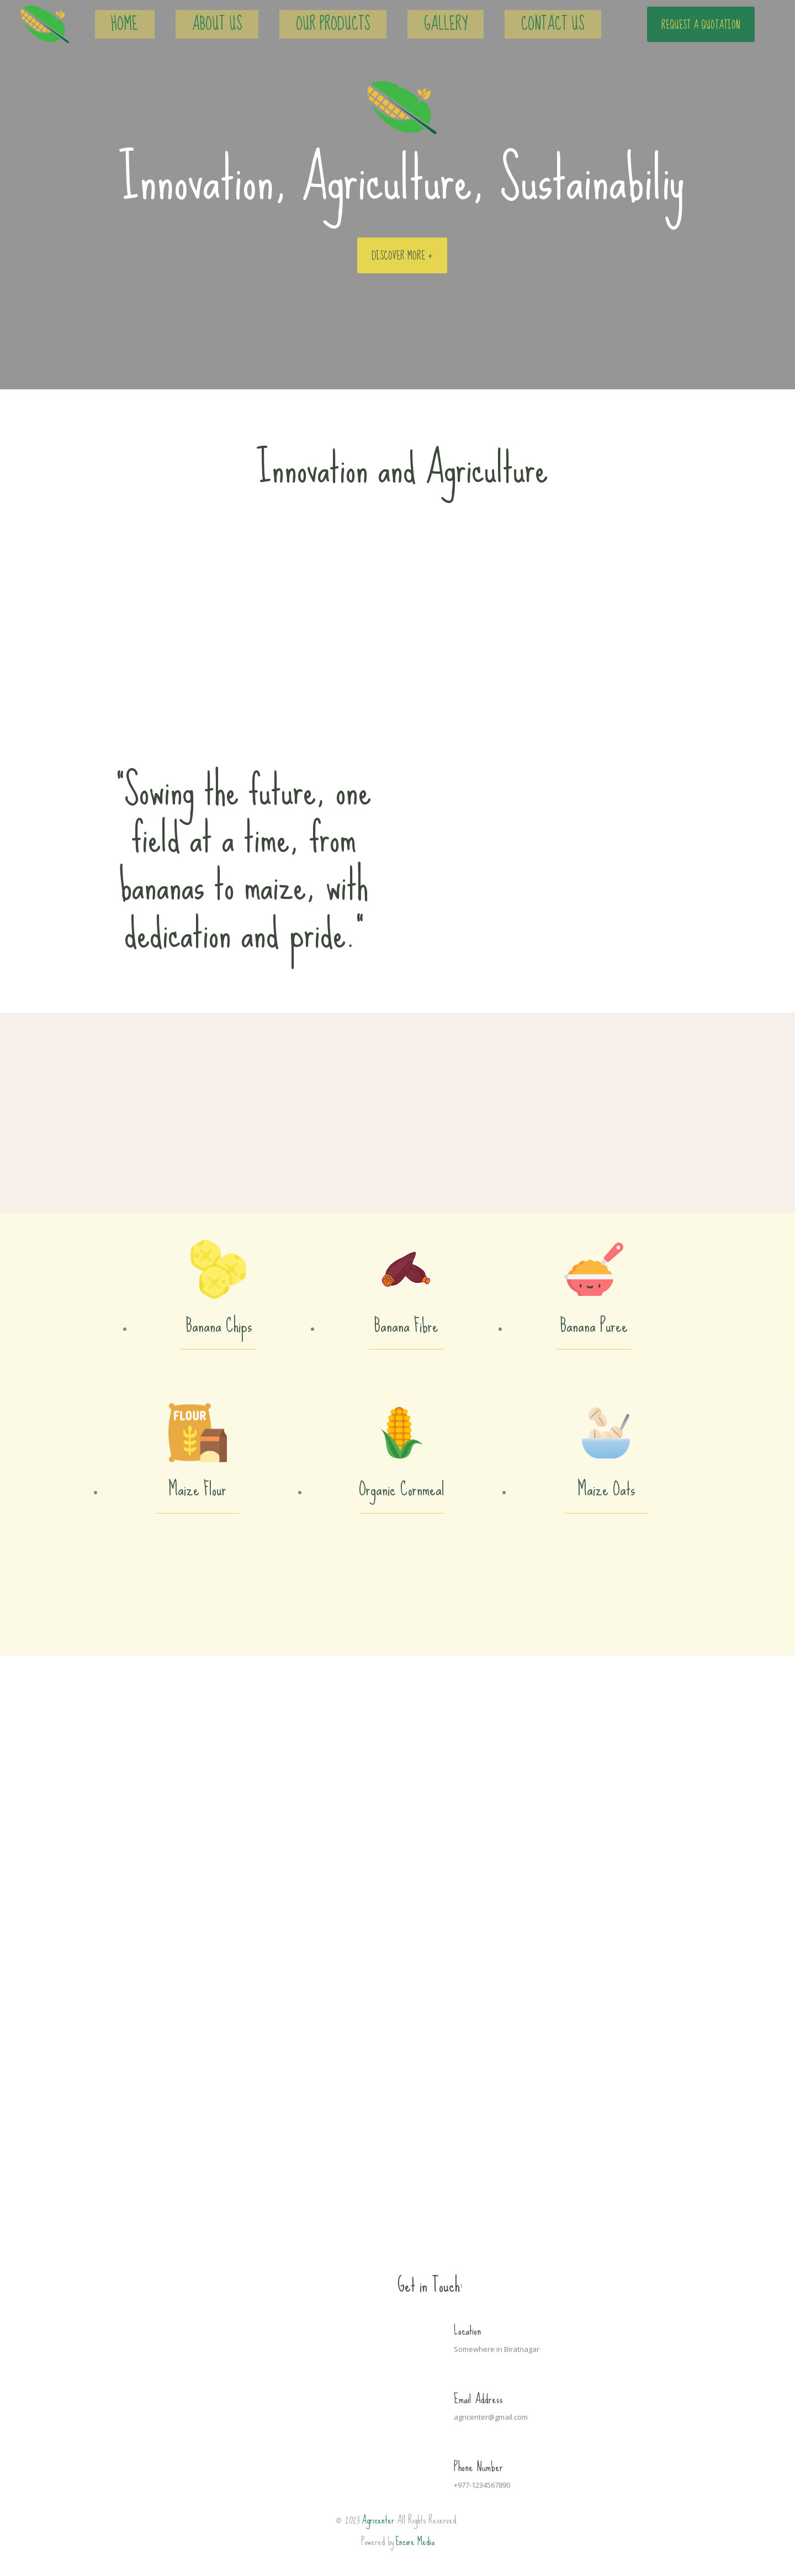 HOME ABOUT US OUR PRODUCTS GALLERY CONTACT US REQUEST A QUOTATION
Innovation, Agriculture, Sustainabiliy
DISCOVER MORE +
Innovation and Agriculture
"Sowing the future, one
field at a time, from
bananas to maize, with
dedication and pride."
Banana Chips
Banana Fibre
Banana Puree
FLOUR
Maize Flour
Organic Cornmeal
Maize Oats
Get in Touch:
Location
Somewhere in Biratnagar
Email Address
agricenter@gmail.com
Phone Number
+977-1234567890
© 2023 Agricenter. All Rights Reserved.
Powered by Encore Media